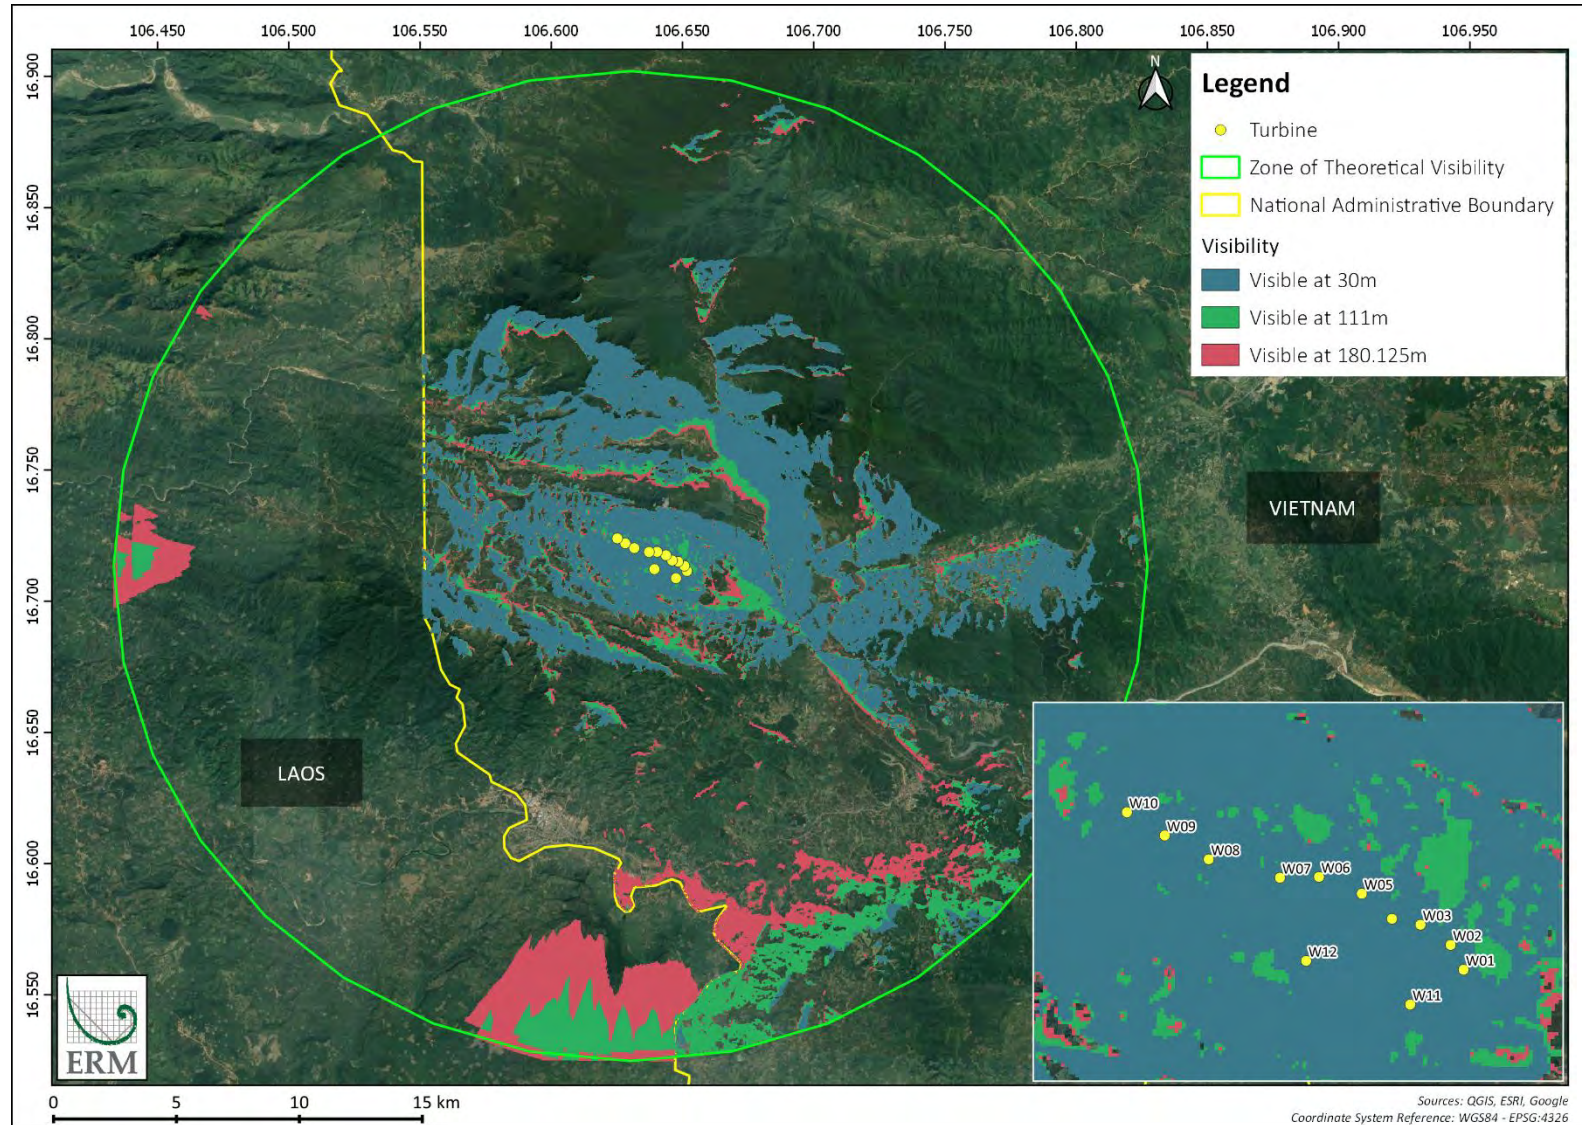 106.450 106.500 106.550 106.600 106.650 106.700 106.750 106.800 106.850 106.900 106.950
16.900
16.850
16.800
16.750
16.700
16.650
16.600
16.550
N
Legend
Turbine
Zone of Theoretical Visibility
National Administrative Boundary
Visibility
Visible at 30m
Visible at 111m
Visible at 180.125m
VIETNAM
LAOS
W10
W09
W08
W07
W06
W05
W03
W02
W01
W12
W11
ERM
0 5 10 15 km
Sources: QGIS, ESRI, Google
Coordinate System Reference: WGS84 - EPSG:4326